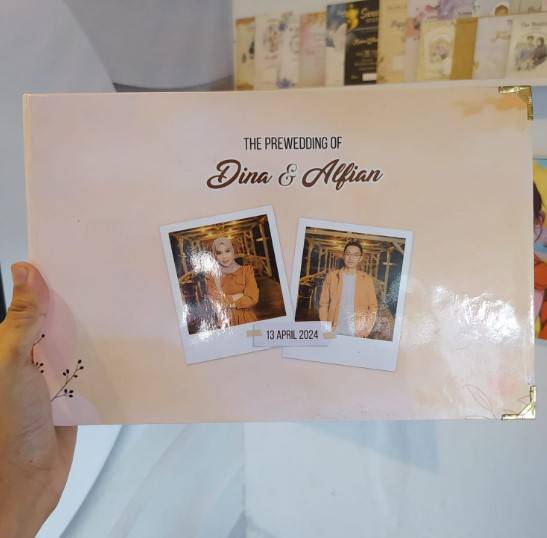 THE PREWEDDING OF
Dina & Alfian
13 APRIL 2024